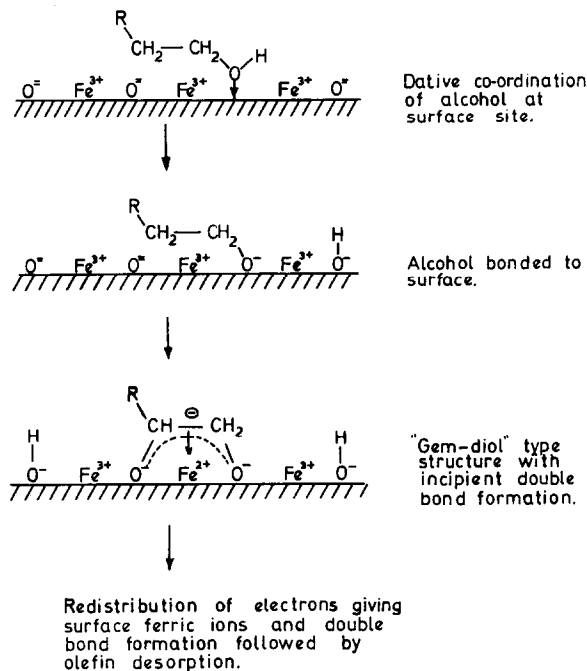 R
CH₂—CH₂
O H
O⁼ Fe³⁺ O⁼ Fe³⁺ Fe³⁺ O⁼
Dative co-ordination
of alcohol at
surface site.
R
CH₂—CH₂
H
O⁼ Fe³⁺ O⁼ Fe³⁺ O⁻ Fe³⁺ O⁻
Alcohol bonded to
surface.
R
⊖
CH — CH₂
H H
O⁻ Fe³⁺ O⁻ Fe²⁺ O⁻ Fe³⁺ O⁻
"Gem-diol" type
structure with
incipient double
bond formation.
Redistribution of electrons giving
surface ferric ions and double
bond formation followed by
olefin desorption.